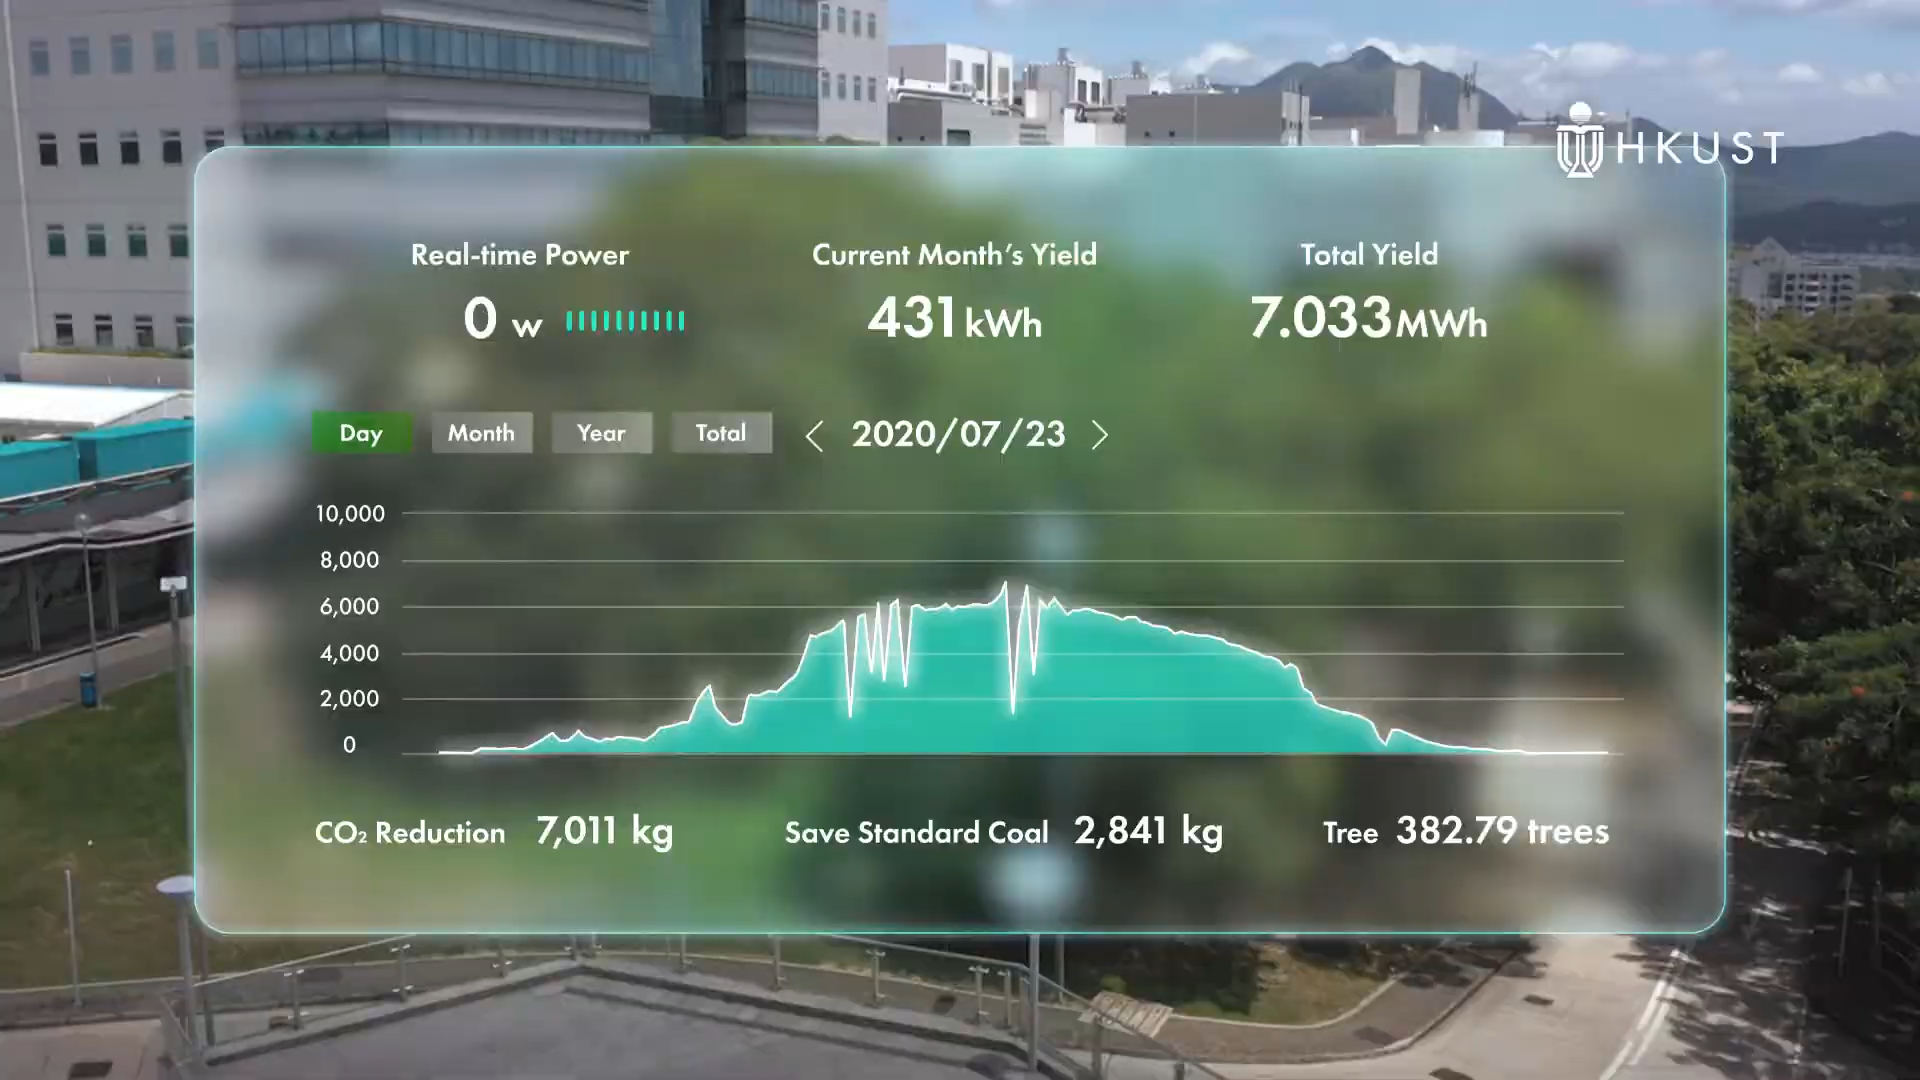 HKUST
Real-time Power
Current Month's Yield
Total Yield
0 w
431 kWh
7.033 MWh
Day
Month
Year
Total
< 2020/07/23 >
10,000
8,000
6,000
4,000
2,000
0
CO₂ Reduction 7,011 kg
Save Standard Coal 2,841 kg
Tree 382.79 trees